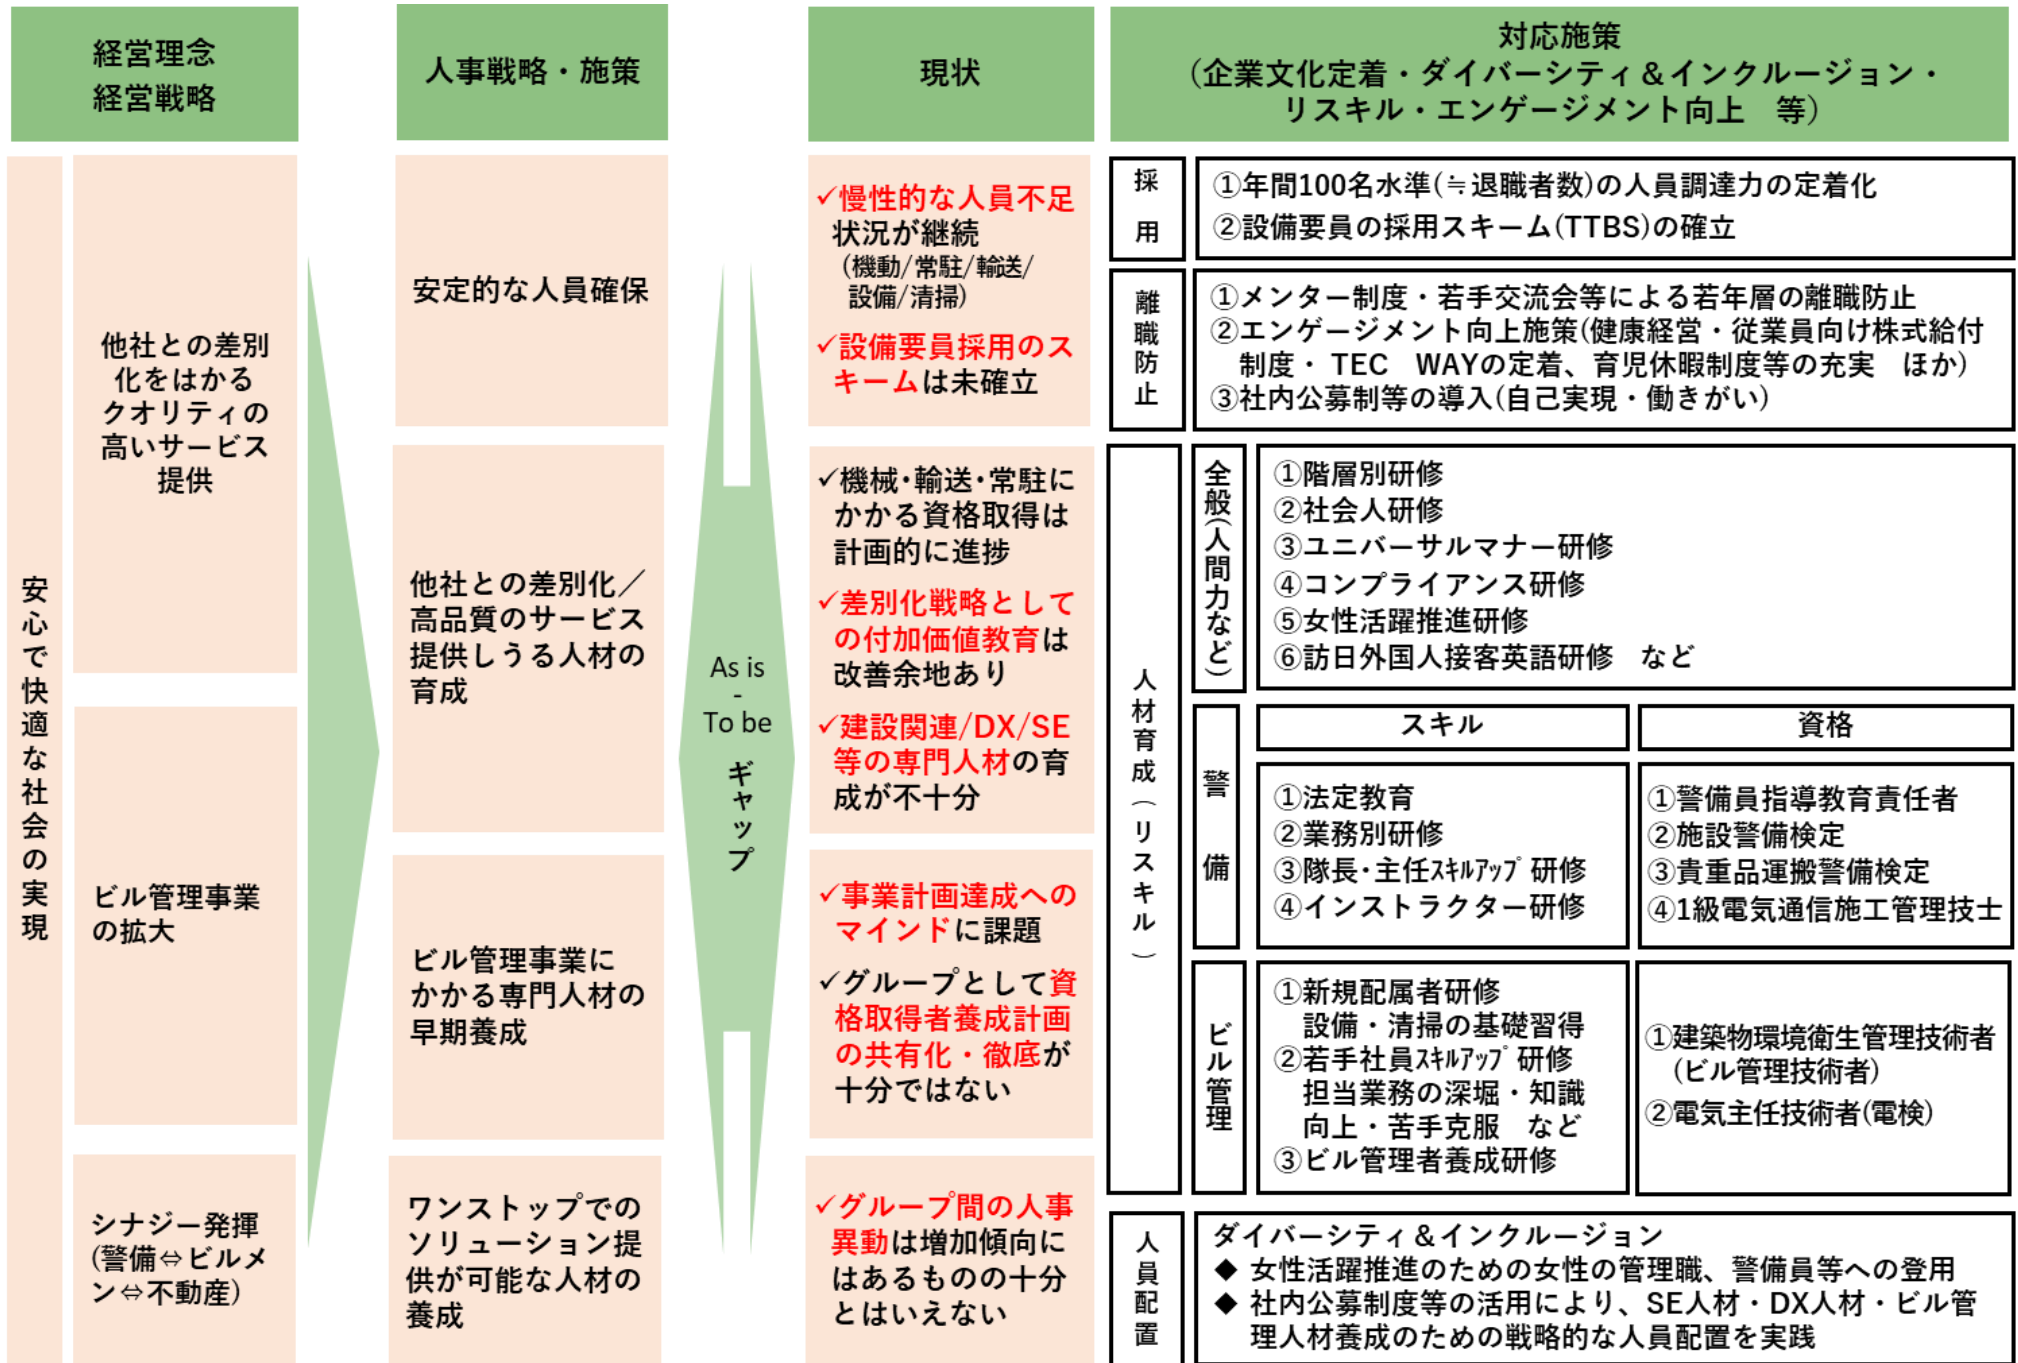 経営理念
経営戦略
人事戦略・施策
現状
対応施策
（企業文化定着・ダイバーシティ＆インクルージョン・
リスキル・エンゲージメント向上　等）
安心で快適な社会の実現
他社との差別
化をはかる
クオリティの
高いサービス
提供
ビル管理事業
の拡大
シナジー発揮
(警備⇔ビルメ
ン⇔不動産)
安定的な人員確保
他社との差別化／
高品質のサービス
提供しうる人材の
育成
ビル管理事業に
かかる専門人材の
早期養成
ワンストップでの
ソリューション提
供が可能な人材の
養成
As is
-
To be
ギャップ
✓慢性的な人員不足
状況が継続
（機動/常駐/輸送/
設備/清掃）
✓設備要員採用のス
キームは未確立
✓機械･輸送･常駐に
かかる資格取得は
計画的に進捗
✓差別化戦略として
の付加価値教育は
改善余地あり
✓建設関連/DX/SE
等の専門人材の育
成が不十分
✓事業計画達成への
マインドに課題
✓グループとして資
格取得者養成計画
の共有化・徹底が
十分ではない
✓グループ間の人事
異動は増加傾向に
はあるものの十分
とはいえない
採用
①年間100名水準(≒退職者数)の人員調達力の定着化
②設備要員の採用スキーム(TTBS)の確立
離職防止
①メンター制度・若手交流会等による若年層の離職防止
②エンゲージメント向上施策(健康経営・従業員向け株式給付
制度・ TEC　WAYの定着、育児休暇制度等の充実　ほか)
③社内公募制等の導入(自己実現・働きがい)
人材育成（リスキル）
全般(人間力など)
①階層別研修
②社会人研修
③ユニバーサルマナー研修
④コンプライアンス研修
⑤女性活躍推進研修
⑥訪日外国人接客英語研修　など
警備
スキル
資格
①法定教育
②業務別研修
③隊長･主任ｽｷﾙｱｯﾌﾟ研修
④インストラクター研修
①警備員指導教育責任者
②施設警備検定
③貴重品運搬警備検定
④1級電気通信施工管理技士
ビル管理
①新規配属者研修
設備・清掃の基礎習得
②若手社員ｽｷﾙｱｯﾌﾟ研修
担当業務の深堀・知識
向上・苦手克服　など
③ビル管理者養成研修
①建築物環境衛生管理技術者
（ビル管理技術者）
②電気主任技術者(電検)
人員配置
ダイバーシティ＆インクルージョン
◆ 女性活躍推進のための女性の管理職、警備員等への登用
◆ 社内公募制度等の活用により、SE人材・DX人材・ビル管
理人材養成のための戦略的な人員配置を実践